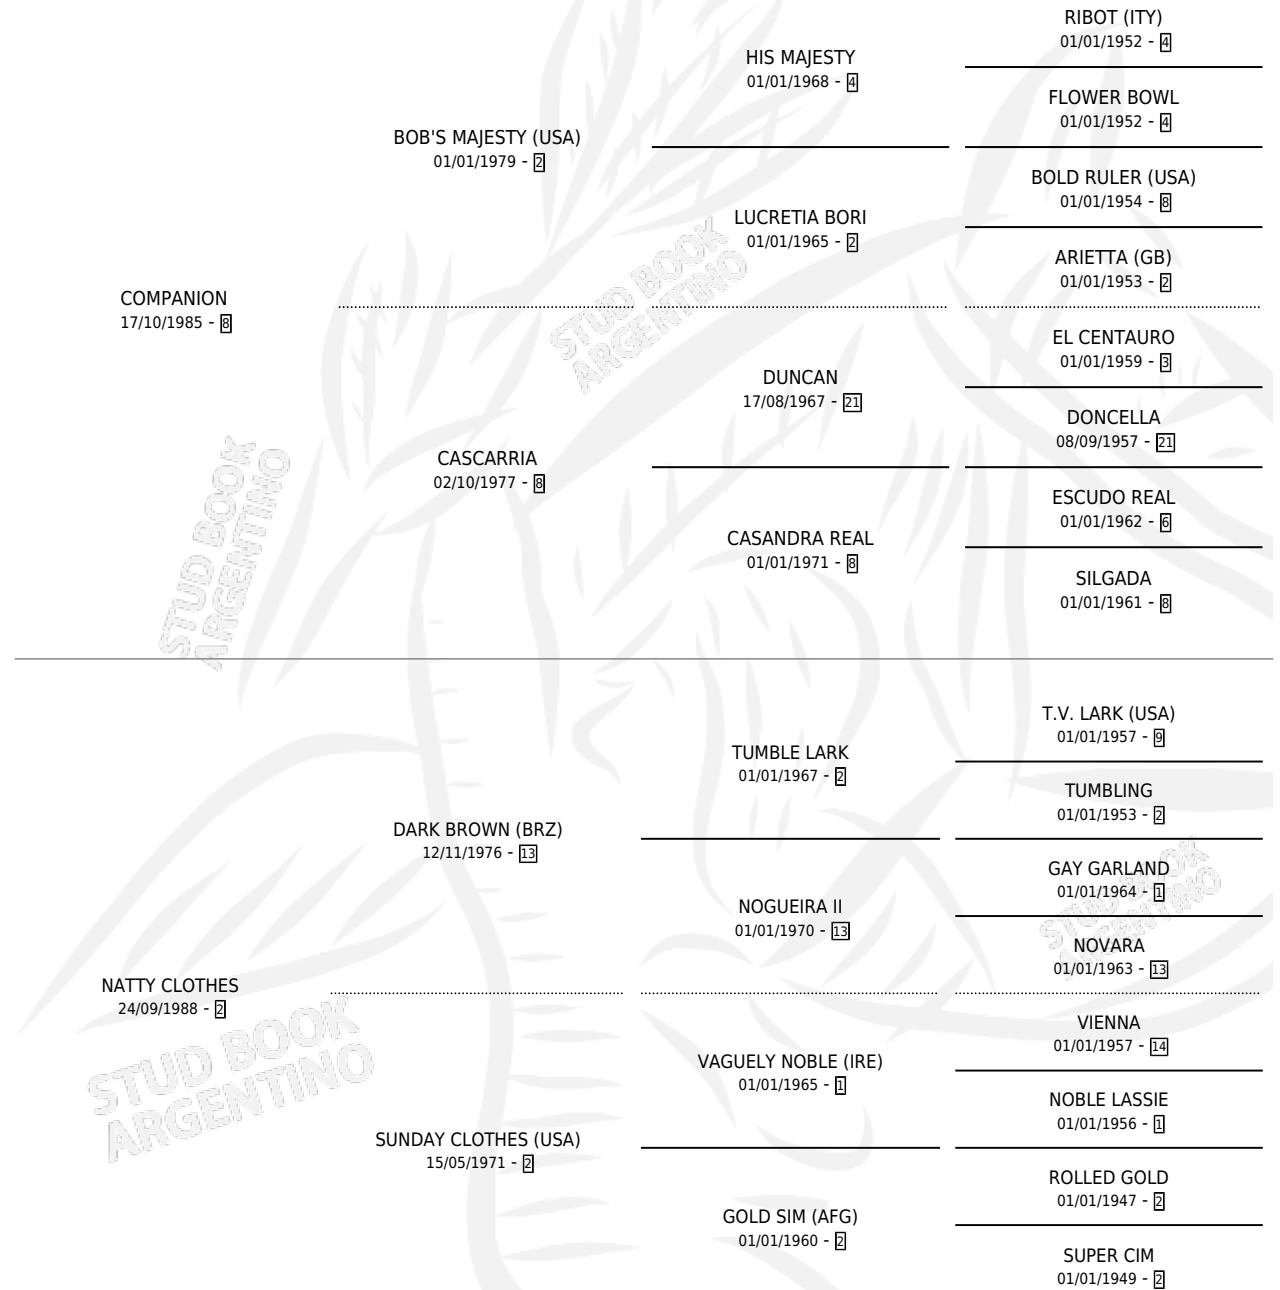 RIBOT (ITY)
01/01/1952 - 4
HIS MAJESTY
01/01/1968 - 4
FLOWER BOWL
01/01/1952 - 4
BOB'S MAJESTY (USA)
01/01/1979 - 2
BOLD RULER (USA)
01/01/1954 - 8
LUCRETIA BORI
01/01/1965 - 2
ARIETTA (GB)
01/01/1953 - 2
COMPANION
17/10/1985 - 8
EL CENTAURO
01/01/1959 - 3
DUNCAN
17/08/1967 - 21
DONCELLA
08/09/1957 - 21
CASCARRIA
02/10/1977 - 8
ESCUDO REAL
01/01/1962 - 6
CASANDRA REAL
01/01/1971 - 8
SILGADA
01/01/1961 - 8
T.V. LARK (USA)
01/01/1957 - 9
TUMBLE LARK
01/01/1967 - 2
TUMBLING
01/01/1953 - 2
DARK BROWN (BRZ)
12/11/1976 - 13
GAY GARLAND
01/01/1964 - 1
NOGUEIRA II
01/01/1970 - 13
NOVARA
01/01/1963 - 13
NATTY CLOTHES
24/09/1988 - 2
VIENNA
01/01/1957 - 14
VAGUELY NOBLE (IRE)
01/01/1965 - 1
NOBLE LASSIE
01/01/1956 - 1
SUNDAY CLOTHES (USA)
15/05/1971 - 2
ROLLED GOLD
01/01/1947 - 2
GOLD SIM (AFG)
01/01/1960 - 2
SUPER CIM
01/01/1949 - 2
STUD BOOK
ARGENTINO
STUD BOOK
ARGENTINO
STUD BOOK
ARGENTINO
STUD BOOK
ARGENTINO